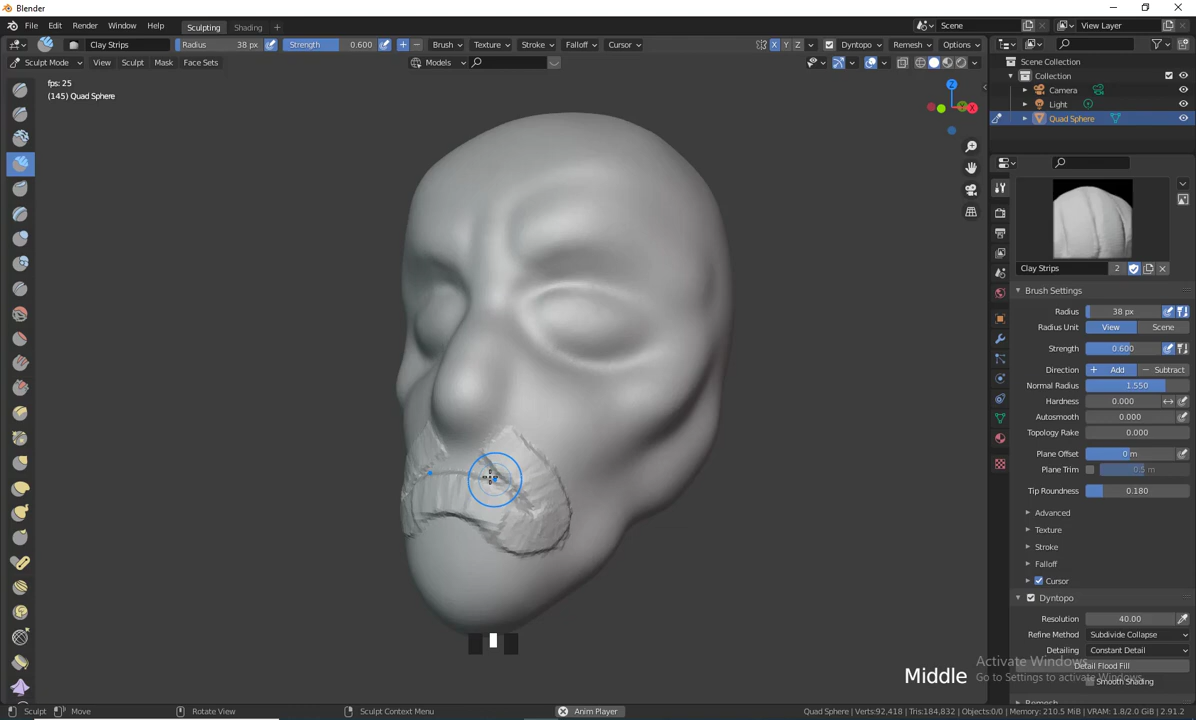 Blender
File Edit Render Window Help Sculpting Shading + Scene View Layer
Clay Strips Radius 38 px Strength 0.600 Brush Texture Stroke Falloff Cursor X Y Z Dyntopo Remesh Options
Sculpt Mode View Sculpt Mask Face Sets Models
fps: 25
(145) Quad Sphere
Scene Collection
Collection
Camera
Light
Quad Sphere
Clay Strips 2
Brush Settings
Radius 38 px
Radius Unit View Scene
Strength 0.600
Direction + Add − Subtract
Normal Radius 1.550
Hardness 0.000
Autosmooth 0.000
Topology Rake 0.000
Plane Offset 0 m
Plane Trim 0.5 m
Tip Roundness 0.180
Advanced
Texture
Stroke
Falloff
Cursor
Dyntopo
Resolution 40.00
Refine Method Subdivide Collapse
Detailing Constant Detail
Detail Flood Fill
Smooth Shading
Remesh
Middle
Activate Windows
Go to Settings to activate Windows.
Sculpt Move Rotate View Sculpt Context Menu Anim Player Quad Sphere | Verts:92,418 | Tris:184,832 | Objects:0/0 | Memory: 210.5 MiB | VRAM: 1.8/2.0 GiB | 2.91.2